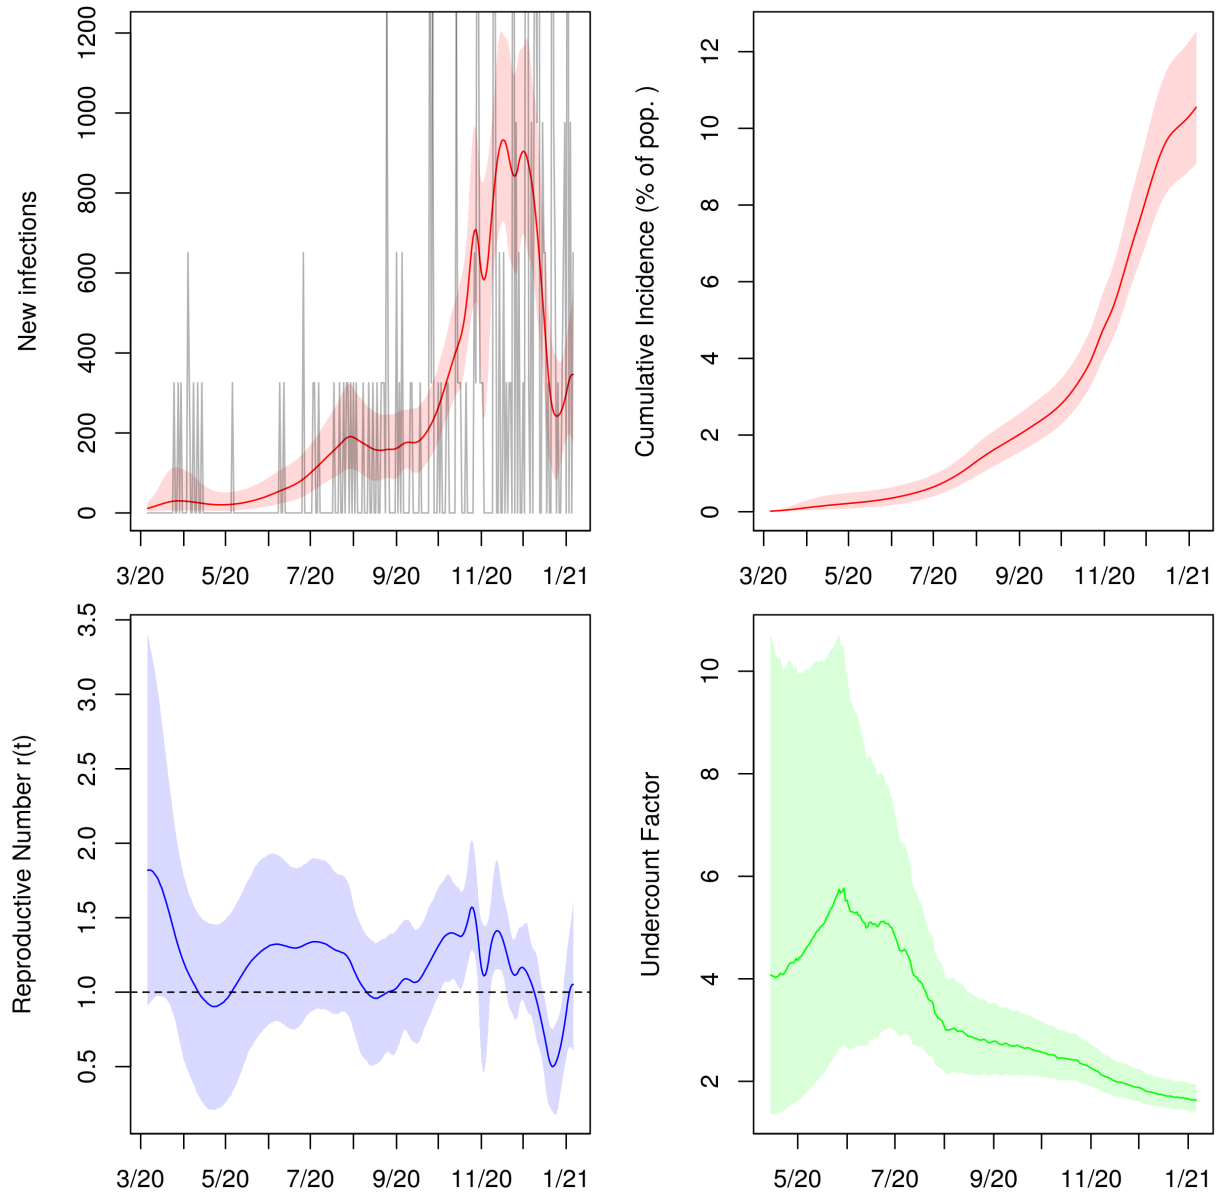 New infections
0 200 400 600 800 1000 1200
3/20 5/20 7/20 9/20 11/20 1/21
Cumulative Incidence (% of pop. )
0 2 4 6 8 10 12
3/20 5/20 7/20 9/20 11/20 1/21
Reproductive Number r(t)
0.5 1.0 1.5 2.0 2.5 3.0 3.5
3/20 5/20 7/20 9/20 11/20 1/21
Undercount Factor
2 4 6 8 10
5/20 7/20 9/20 11/20 1/21